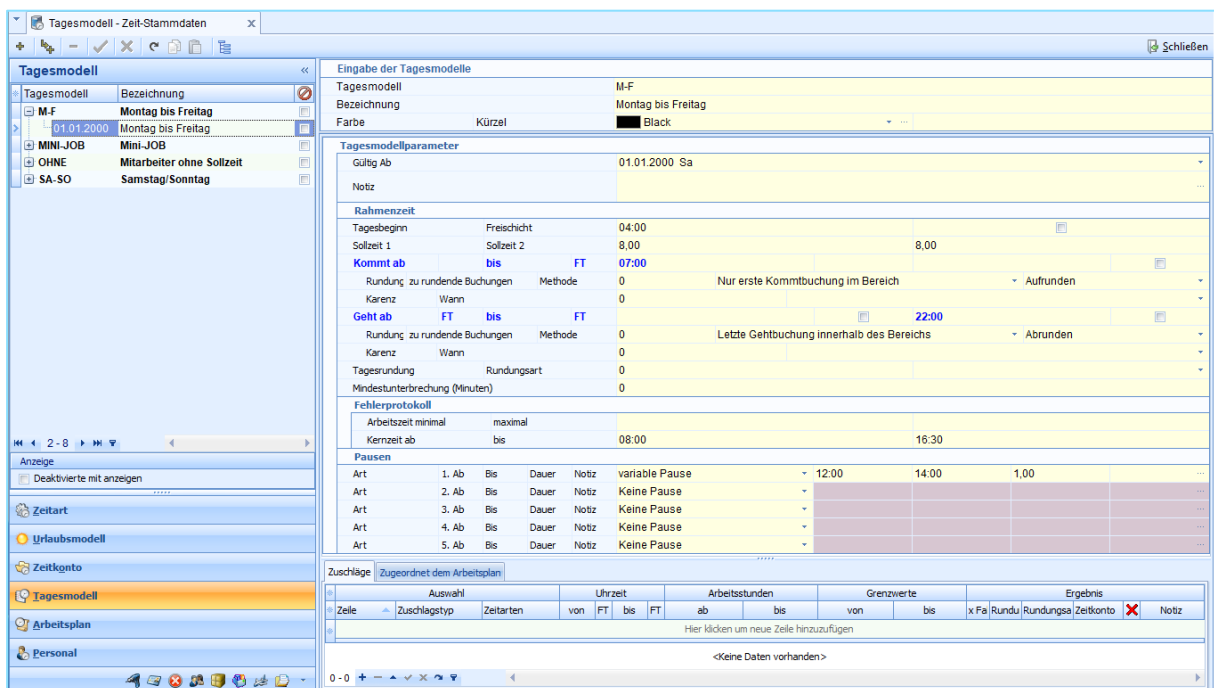 Tagesmodell - Zeit-Stammdaten x
Schließen
Tagesmodell «
Tagesmodell Bezeichnung
M-F Montag bis Freitag
01.01.2000 Montag bis Freitag
MINI-JOB Mini-JOB
OHNE Mitarbeiter ohne Sollzeit
SA-SO Samstag/Sonntag
2 - 8
Anzeige
Deaktivierte mit anzeigen
Zeitart
Urlaubsmodell
Zeitkonto
Tagesmodell
Arbeitsplan
Personal
Eingabe der Tagesmodelle
Tagesmodell M-F
Bezeichnung Montag bis Freitag
Farbe Kürzel Black ...
Tagesmodellparameter
Gültig Ab 01.01.2000 Sa
Notiz ...
Rahmenzeit
Tagesbeginn Freischicht 04:00
Sollzeit 1 Sollzeit 2 8,00 8,00
Kommt ab bis FT 07:00
Rundung zu rundende Buchungen Methode 0 Nur erste Kommtbuchung im Bereich Aufrunden
Karenz Wann 0
Geht ab FT bis FT 22:00
Rundung zu rundende Buchungen Methode 0 Letzte Gehtbuchung innerhalb des Bereichs Abrunden
Karenz Wann 0
Tagesrundung Rundungsart 0
Mindestunterbrechung (Minuten) 0
Fehlerprotokoll
Arbeitszeit minimal maximal
Kernzeit ab bis 08:00 16:30
Pausen
Art 1. Ab Bis Dauer Notiz variable Pause 12:00 14:00 1,00 ...
Art 2. Ab Bis Dauer Notiz Keine Pause ...
Art 3. Ab Bis Dauer Notiz Keine Pause ...
Art 4. Ab Bis Dauer Notiz Keine Pause ...
Art 5. Ab Bis Dauer Notiz Keine Pause ...
Zuschläge Zugeordnet dem Arbeitsplan
Auswahl Uhrzeit Arbeitsstunden Grenzwerte Ergebnis
Zeile Zuschlagstyp Zeitarten von FT bis FT ab bis von bis x Fa Rundu Rundungsa Zeitkonto Notiz
Hier klicken um neue Zeile hinzuzufügen
<Keine Daten vorhanden>
0 - 0